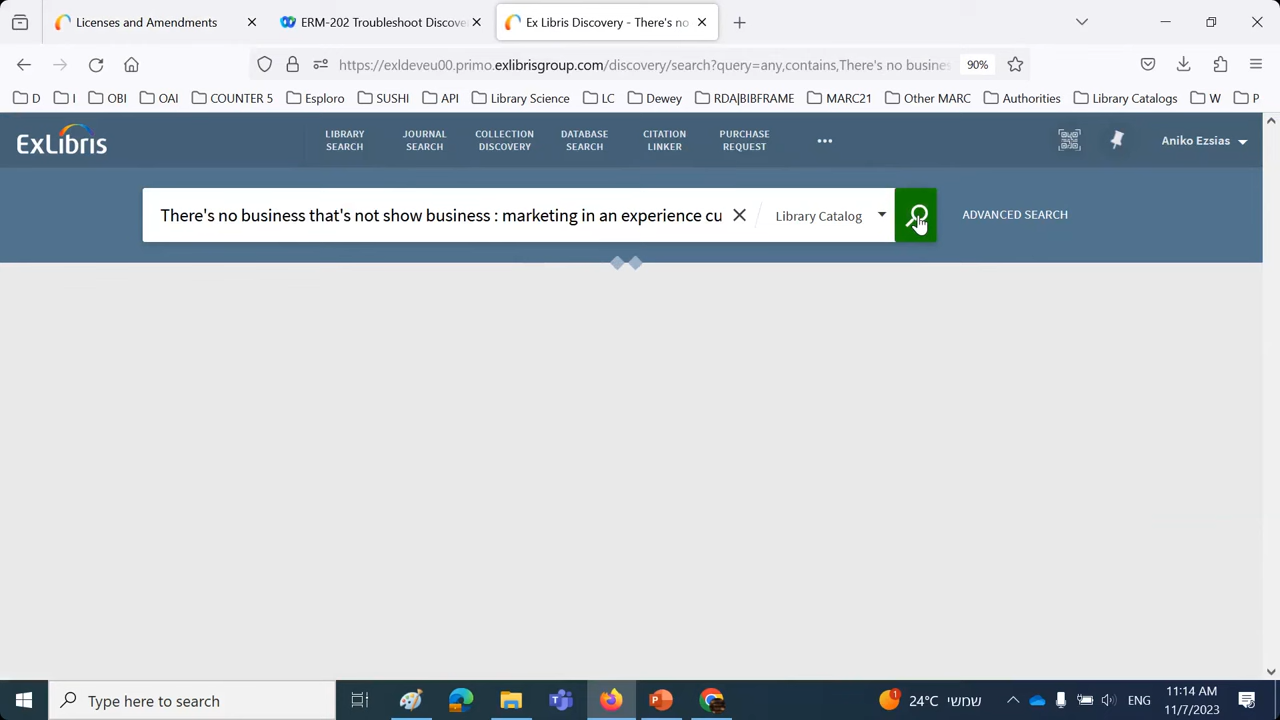 Licenses and Amendments
ERM-202 Troubleshoot Discove
Ex Libris Discovery - There's no
https://exldeveu00.primo.exlibrisgroup.com/discovery/search?query=any,contains,There's no busine
90%
D
I
OBI
OAI
COUNTER 5
Esploro
SUSHI
API
Library Science
LC
Dewey
RDA|BIBFRAME
MARC21
Other MARC
Authorities
Library Catalogs
W
P
ExLibris
LIBRARY SEARCH
JOURNAL SEARCH
COLLECTION DISCOVERY
DATABASE SEARCH
CITATION LINKER
PURCHASE REQUEST
Aniko Ezsias
There's no business that's not show business : marketing in an experience cu
Library Catalog
ADVANCED SEARCH
Type here to search
1
24°C שמשי
ENG
11:14 AM
11/7/2023